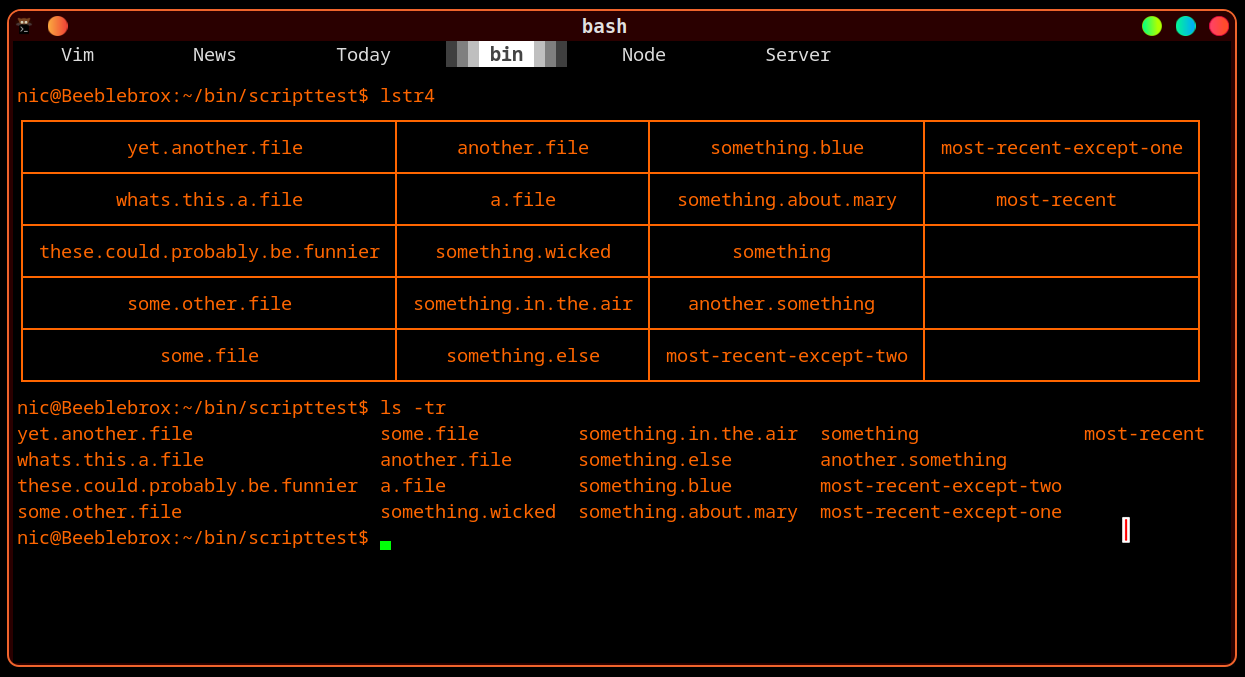 bash
Vim News Today bin Node Server
nic@Beeblebrox:~/bin/scripttest$ lstr4
yet.another.file another.file something.blue most-recent-except-one
whats.this.a.file a.file something.about.mary most-recent
these.could.probably.be.funnier something.wicked something
some.other.file something.in.the.air another.something
some.file something.else most-recent-except-two
nic@Beeblebrox:~/bin/scripttest$ ls -tr
yet.another.file some.file something.in.the.air something most-recent
whats.this.a.file another.file something.else another.something
these.could.probably.be.funnier a.file something.blue most-recent-except-two
some.other.file something.wicked something.about.mary most-recent-except-one
nic@Beeblebrox:~/bin/scripttest$